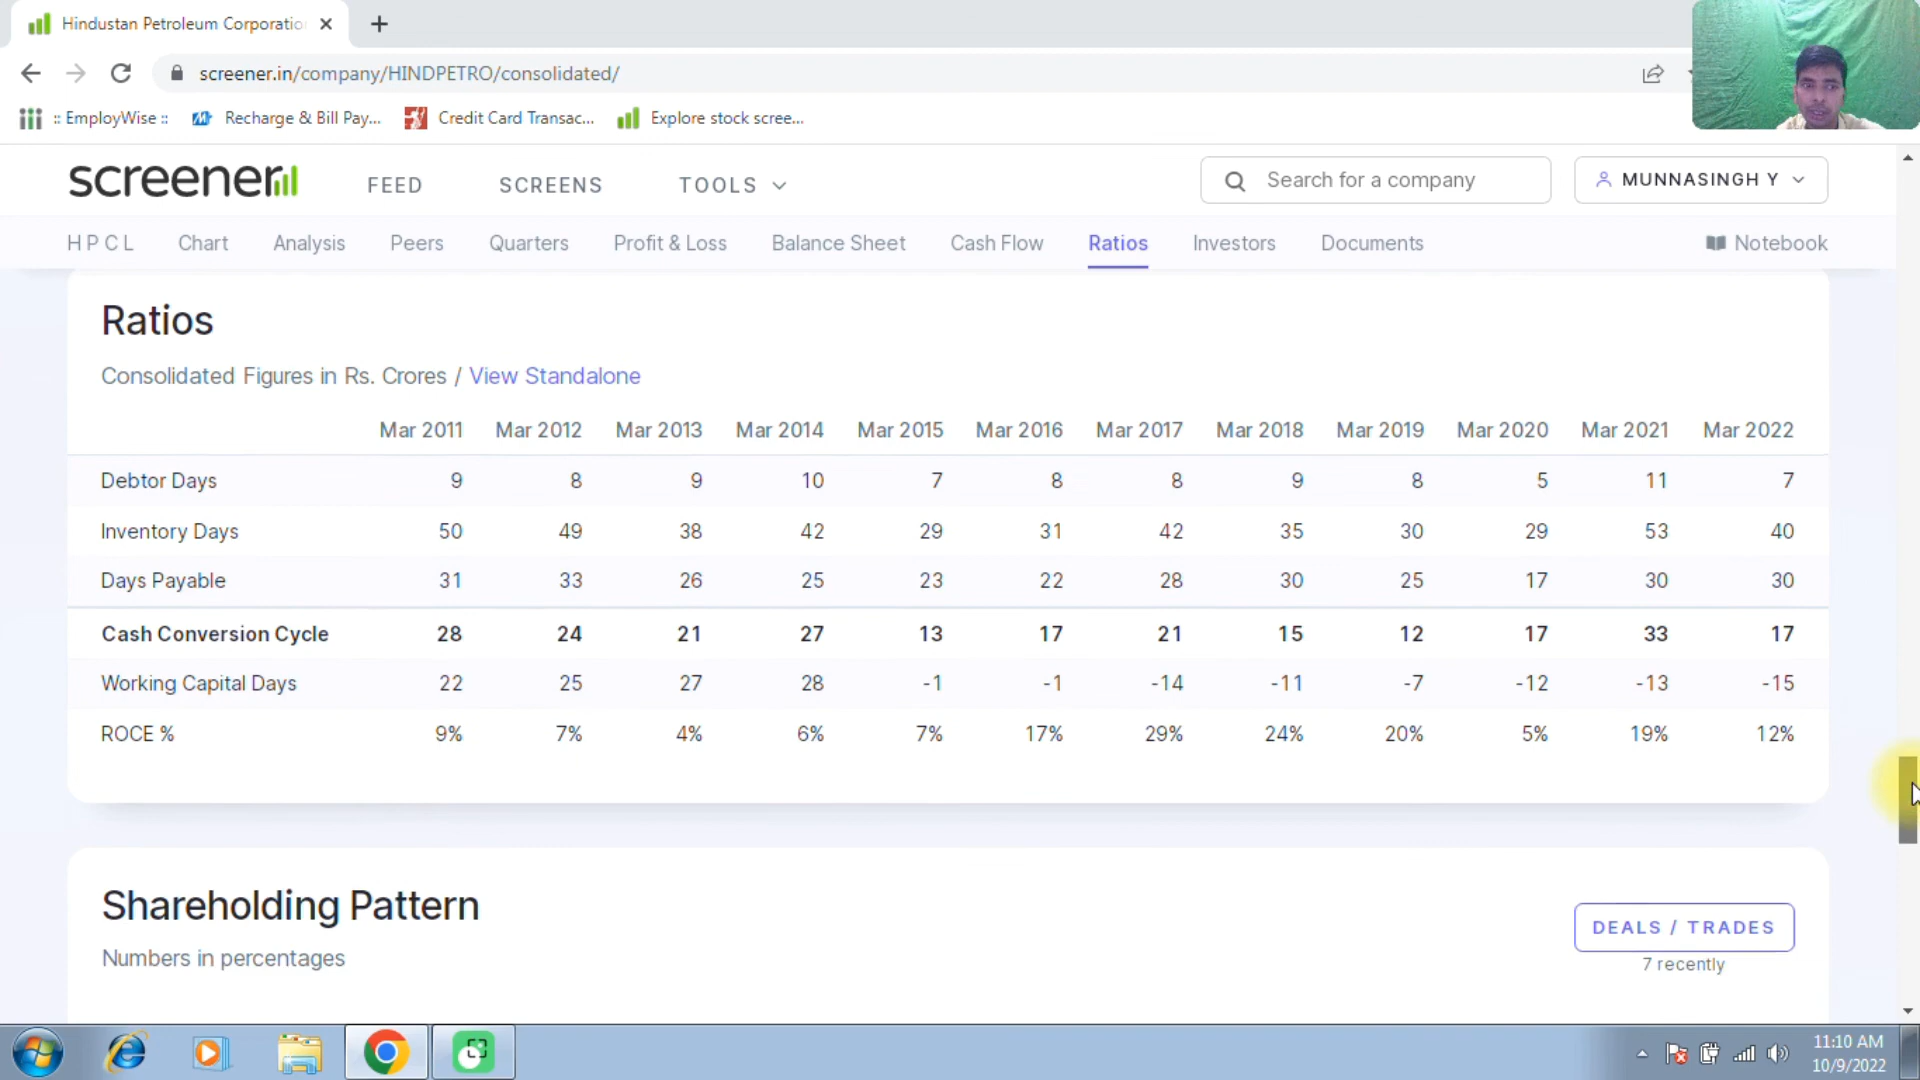 Hindustan Petroleum Corporatio
screener.in/company/HINDPETRO/consolidated/
:: EmployWise :: Recharge & Bill Pay... Credit Card Transac... Explore stock scree...
screener FEED SCREENS TOOLS Search for a company MUNNASINGH Y
H P C L Chart Analysis Peers Quarters Profit & Loss Balance Sheet Cash Flow Ratios Investors Documents Notebook
Ratios
Consolidated Figures in Rs. Crores / View Standalone
Mar 2011 Mar 2012 Mar 2013 Mar 2014 Mar 2015 Mar 2016 Mar 2017 Mar 2018 Mar 2019 Mar 2020 Mar 2021 Mar 2022
Debtor Days 9 8 9 10 7 8 8 9 8 5 11 7
Inventory Days 50 49 38 42 29 31 42 35 30 29 53 40
Days Payable 31 33 26 25 23 22 28 30 25 17 30 30
Cash Conversion Cycle 28 24 21 27 13 17 21 15 12 17 33 17
Working Capital Days 22 25 27 28 -1 -1 -14 -11 -7 -12 -13 -15
ROCE % 9% 7% 4% 6% 7% 17% 29% 24% 20% 5% 19% 12%
Shareholding Pattern
DEALS / TRADES
Numbers in percentages
7 recently
11:10 AM
10/9/2022